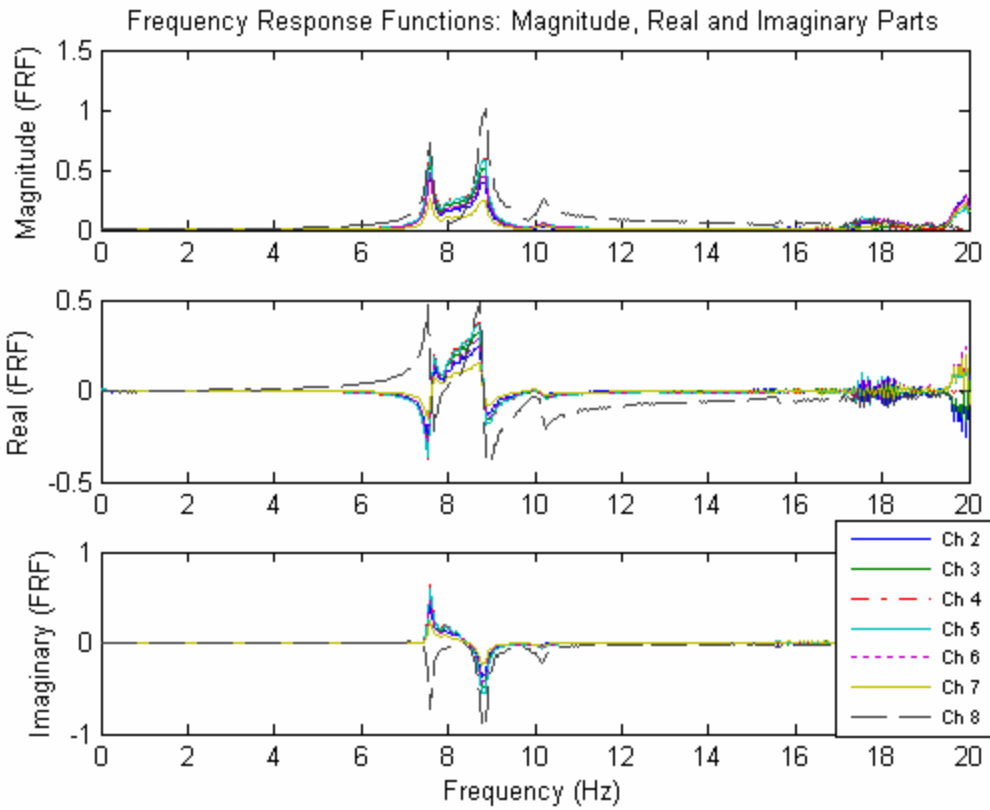 Frequency Response Functions: Magnitude, Real and Imaginary Parts
Magnitude (FRF)
1.5
1
0.5
0
0 2 4 6 8 10 12 14 16 18 20
Real (FRF)
0.5
0
-0.5
0 2 4 6 8 10 12 14 16 18 20
Imaginary (FRF)
1
0
-1
0 2 4 6 8 10 12 14 16 18 20
Frequency (Hz)
Ch 2
Ch 3
Ch 4
Ch 5
Ch 6
Ch 7
Ch 8